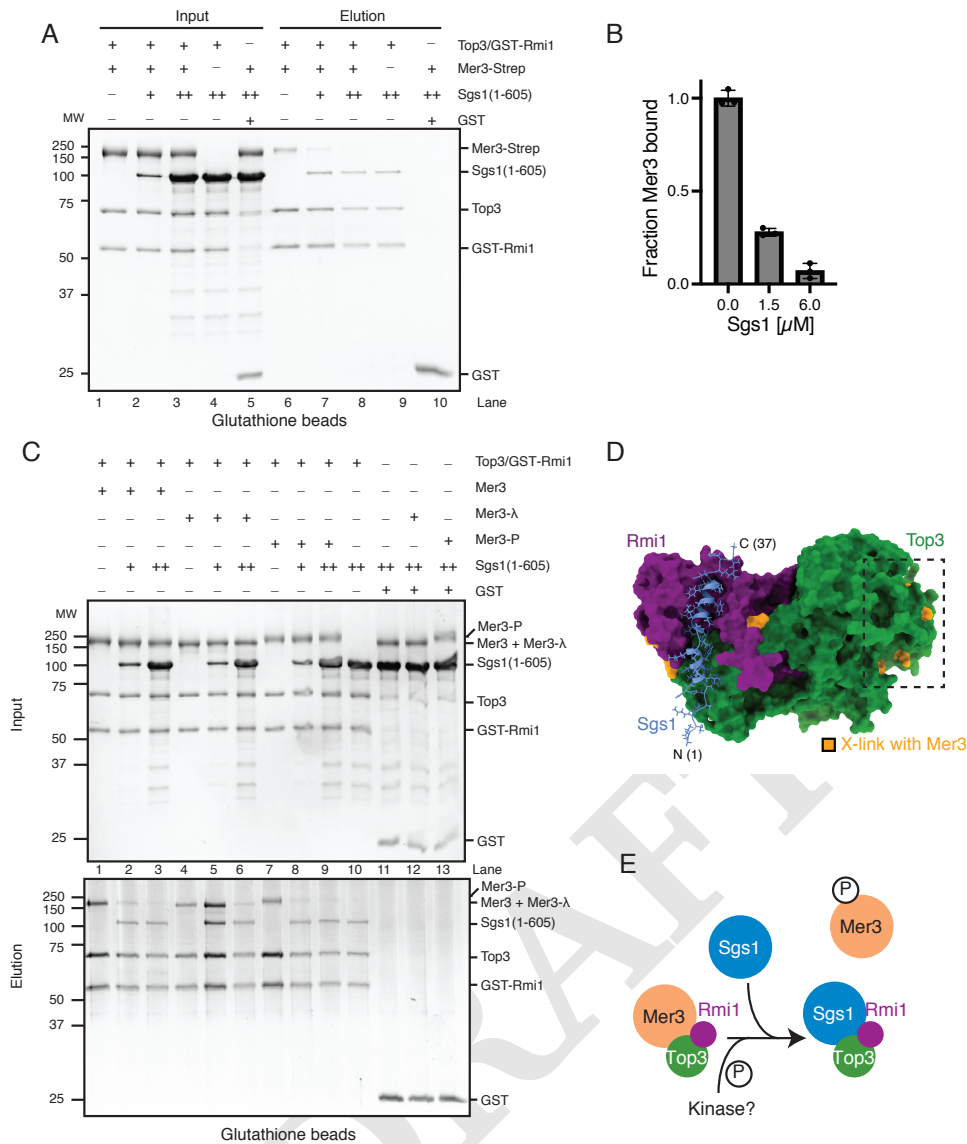 A
Input
Elution
+ + + + – + + + + – Top3/GST-Rmi1
+ + + – + + + + – + Mer3-Strep
– + ++ ++ ++ – + ++ ++ ++ Sgs1(1-605)
– – – – + – – – – + GST
MW
250
150
100
75
50
37
25
Mer3-Strep
Sgs1(1-605)
Top3
GST-Rmi1
GST
1 2 3 4 5 6 7 8 9 10 Lane
Glutathione beads
B
Fraction Mer3 bound
1.0
0.5
0.0
0.0 1.5 6.0
Sgs1 [µM]
C
+ + + + + + + + + + – – – Top3/GST-Rmi1
+ + + – – – – – – – – – – Mer3
– – – + + + – – – – – + – Mer3-λ
– – – – – – + + + – – – + Mer3-P
– + ++ – + ++ – + ++ ++ ++ ++ ++ Sgs1(1-605)
– – – – – – – – – – + + + GST
MW
250
150
100
75
50
37
25
Input
Mer3-P
Mer3 + Mer3-λ
Sgs1(1-605)
Top3
GST-Rmi1
GST
1 2 3 4 5 6 7 8 9 10 11 12 13 Lane
250
150
100
75
50
37
25
Elution
Mer3-P
Mer3 + Mer3-λ
Sgs1(1-605)
Top3
GST-Rmi1
GST
Glutathione beads
D
Rmi1
C (37)
Top3
Sgs1
N (1)
X-link with Mer3
E
P
Mer3
Sgs1
Mer3
Rmi1
Top3
Sgs1
Rmi1
Top3
P
Kinase?
DRAFT